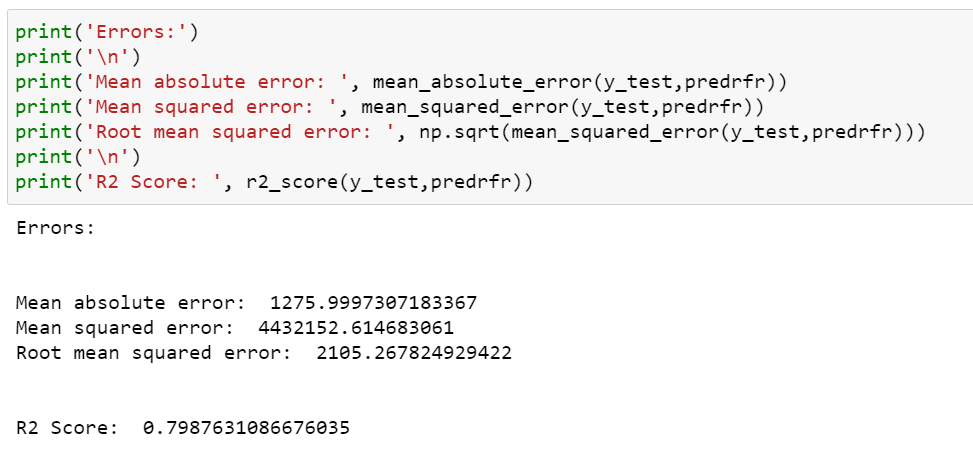 print('Errors:')
print('\n')
print('Mean absolute error: ', mean_absolute_error(y_test,predrfr))
print('Mean squared error: ', mean_squared_error(y_test,predrfr))
print('Root mean squared error: ', np.sqrt(mean_squared_error(y_test,predrfr)))
print('\n')
print('R2 Score: ', r2_score(y_test,predrfr))
Errors:
Mean absolute error:  1275.9997307183367
Mean squared error:  4432152.614683061
Root mean squared error:  2105.267824929422
R2 Score:  0.7987631086676035